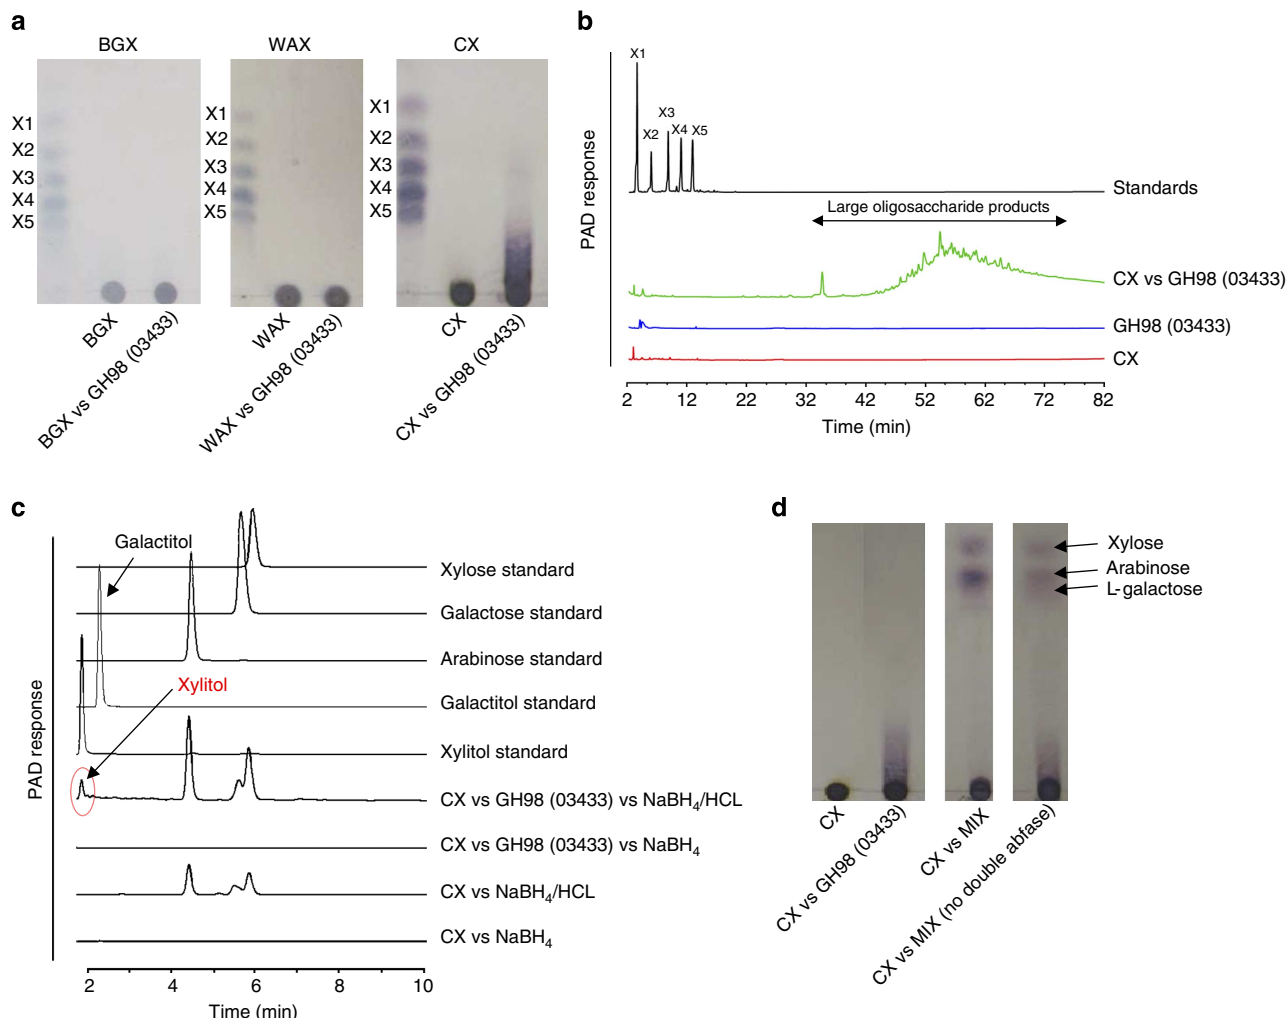 a
BGX
WAX
CX
X1
X2
X3
X4
X5
X1
X2
X3
X4
X5
X1
X2
X3
X4
X5
BGX
BGX vs GH98 (03433)
WAX
WAX vs GH98 (03433)
CX
CX vs GH98 (03433)
b
PAD response
X1
X2
X3
X4
X5
Standards
Large oligosaccharide products
CX vs GH98 (03433)
GH98 (03433)
CX
2 12 22 32 42 52 62 72 82
Time (min)
c
PAD response
Galactitol
Xylitol
Xylose standard
Galactose standard
Arabinose standard
Galactitol standard
Xylitol standard
CX vs GH98 (03433) vs NaBH4/HCL
CX vs GH98 (03433) vs NaBH4
CX vs NaBH4/HCL
CX vs NaBH4
2 4 6 8 10
Time (min)
d
Xylose
Arabinose
L-galactose
CX
CX vs GH98 (03433)
CX vs MIX
CX vs MIX (no double abfase)